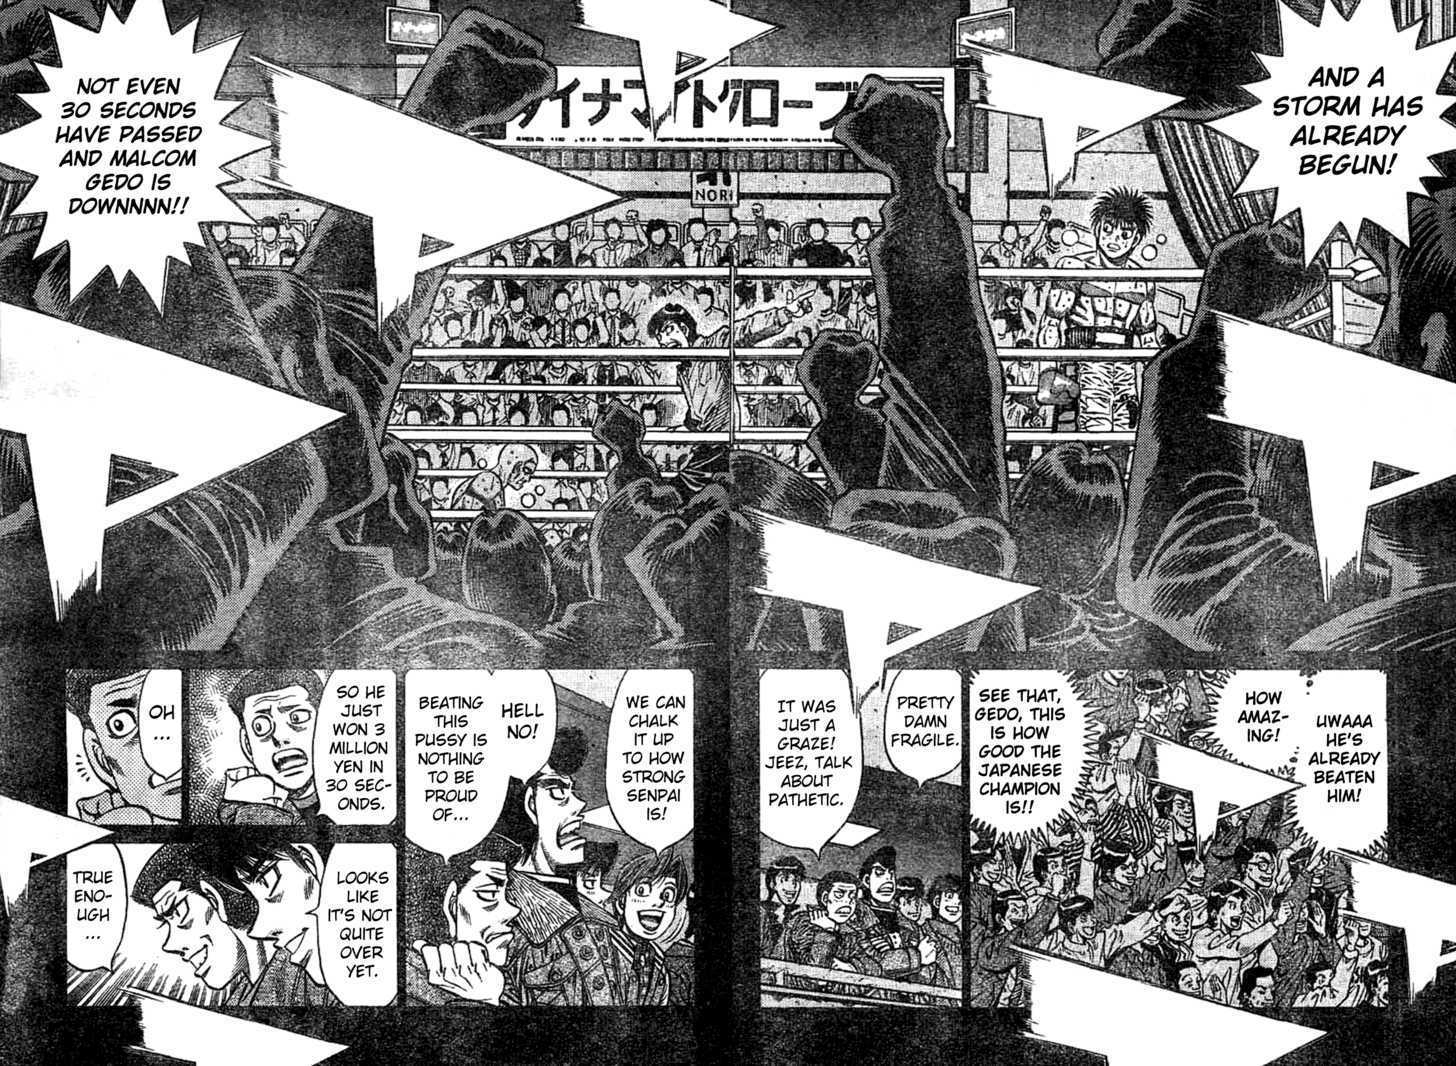 AND A
STORM HAS
ALREADY
BEGUN!
NOT EVEN
30 SECONDS
HAVE PASSED
AND MALCOM
GEDO IS
DOWNNNN!!
ダイナマイトグローブ
NORI
UWAAA
HE'S
ALREADY
BEATEN
HIM!
HOW
AMAZ-
ING!
SEE THAT,
GEDO, THIS
IS HOW
GOOD THE
JAPANESE
CHAMPION
IS!!
PRETTY
DAMN
FRAGILE.
IT WAS
JUST A
GRAZE!
JEEZ, TALK
ABOUT
PATHETIC.
WE CAN
CHALK
IT UP
TO HOW
STRONG
SENPAI
IS!
HELL
NO!
BEATING
THIS
PUSSY IS
NOTHING
TO BE
PROUD
OF...
SO HE
JUST
WON 3
MILLION
YEN IN
30 SEC-
ONDS.
OH
...
LOOKS
LIKE
IT'S NOT
QUITE
OVER
YET.
TRUE
ENO-
UGH
...